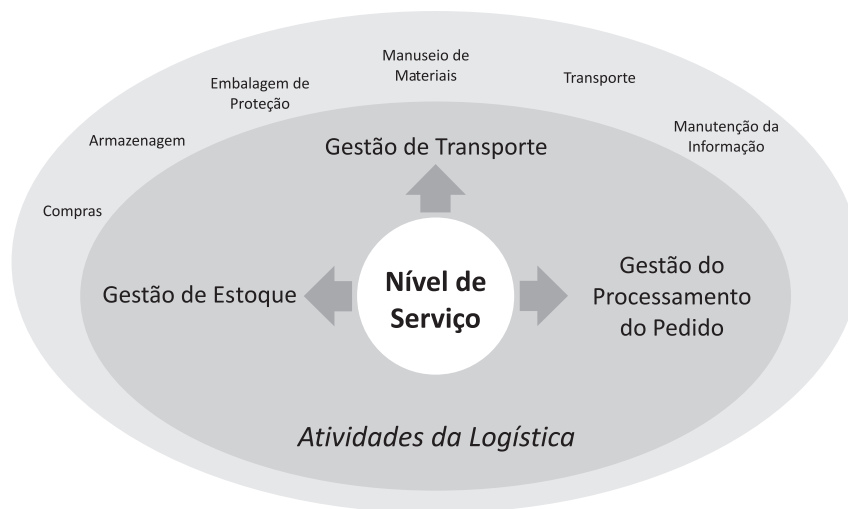 Manuseio de
Materiais
Embalagem de
Proteção
Transporte
Armazenagem
Manutenção da
Informação
Compras
Gestão de Transporte
Gestão de Estoque
Nível de
Serviço
Gestão do
Processamento
do Pedido
Atividades da Logística